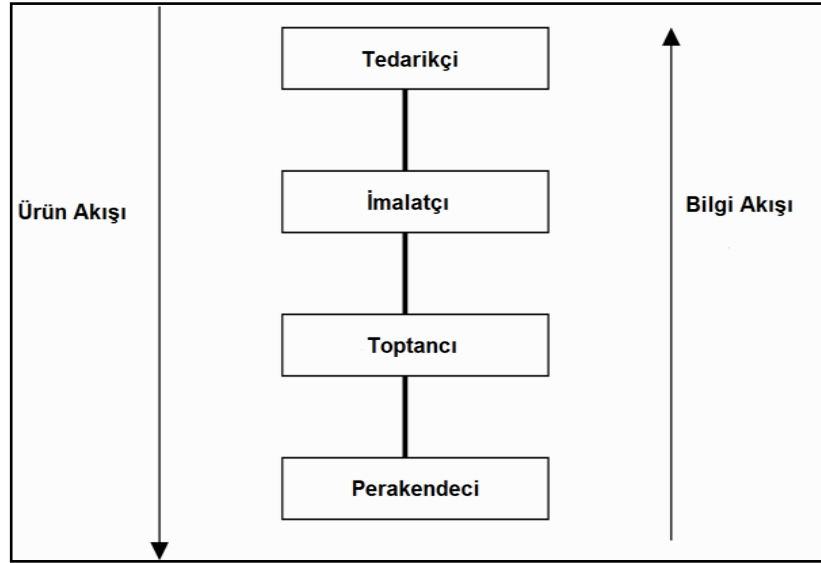 Tedarikçi
İmalatçı
Ürün Akışı
Bilgi Akışı
Toptancı
Perakendeci